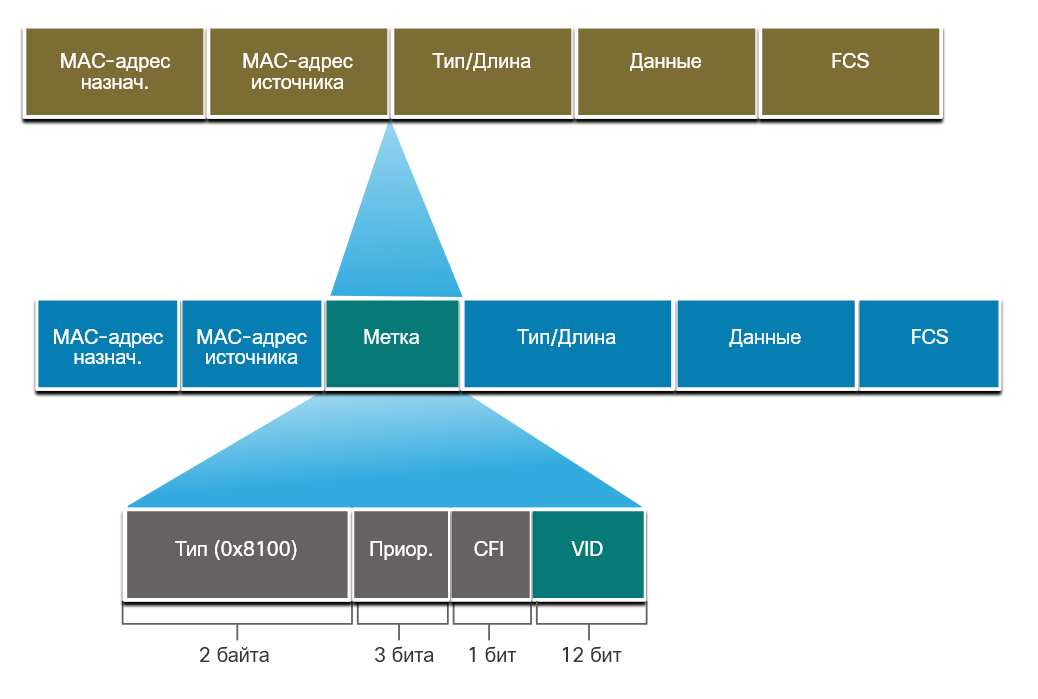 MAC-адрес
назнач.
MAC-адрес
источника
Тип/Длина
Данные
FCS
MAC-адрес
назнач.
MAC-адрес
источника
Метка
Тип/Длина
Данные
FCS
Тип (0x8100)
Приор.
CFI
VID
2 байта
3 бита
1 бит
12 бит